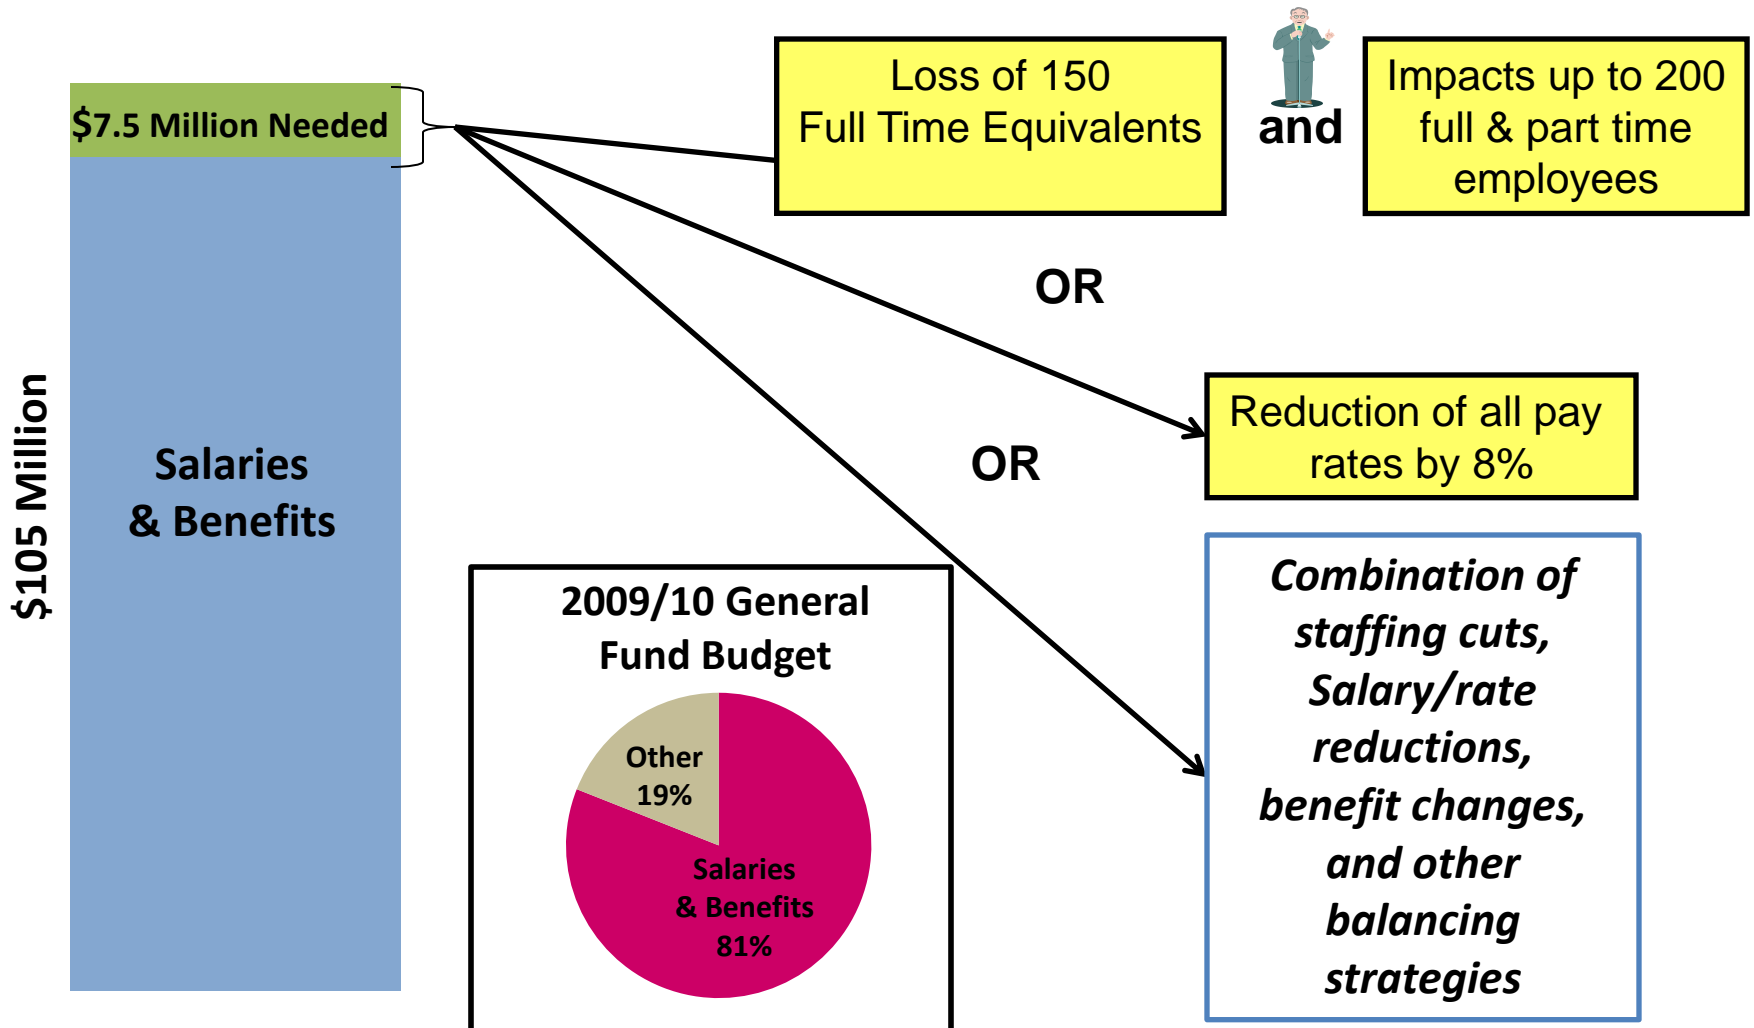 $7.5 Million Needed
$105 Million
Salaries
& Benefits
Loss of 150
Full Time Equivalents
and
Impacts up to 200
full & part time
employees
OR
Reduction of all pay
rates by 8%
OR
Combination of
staffing cuts,
Salary/rate
reductions,
benefit changes,
and other
balancing
strategies
2009/10 General
Fund Budget
Other
19%
Salaries
& Benefits
81%